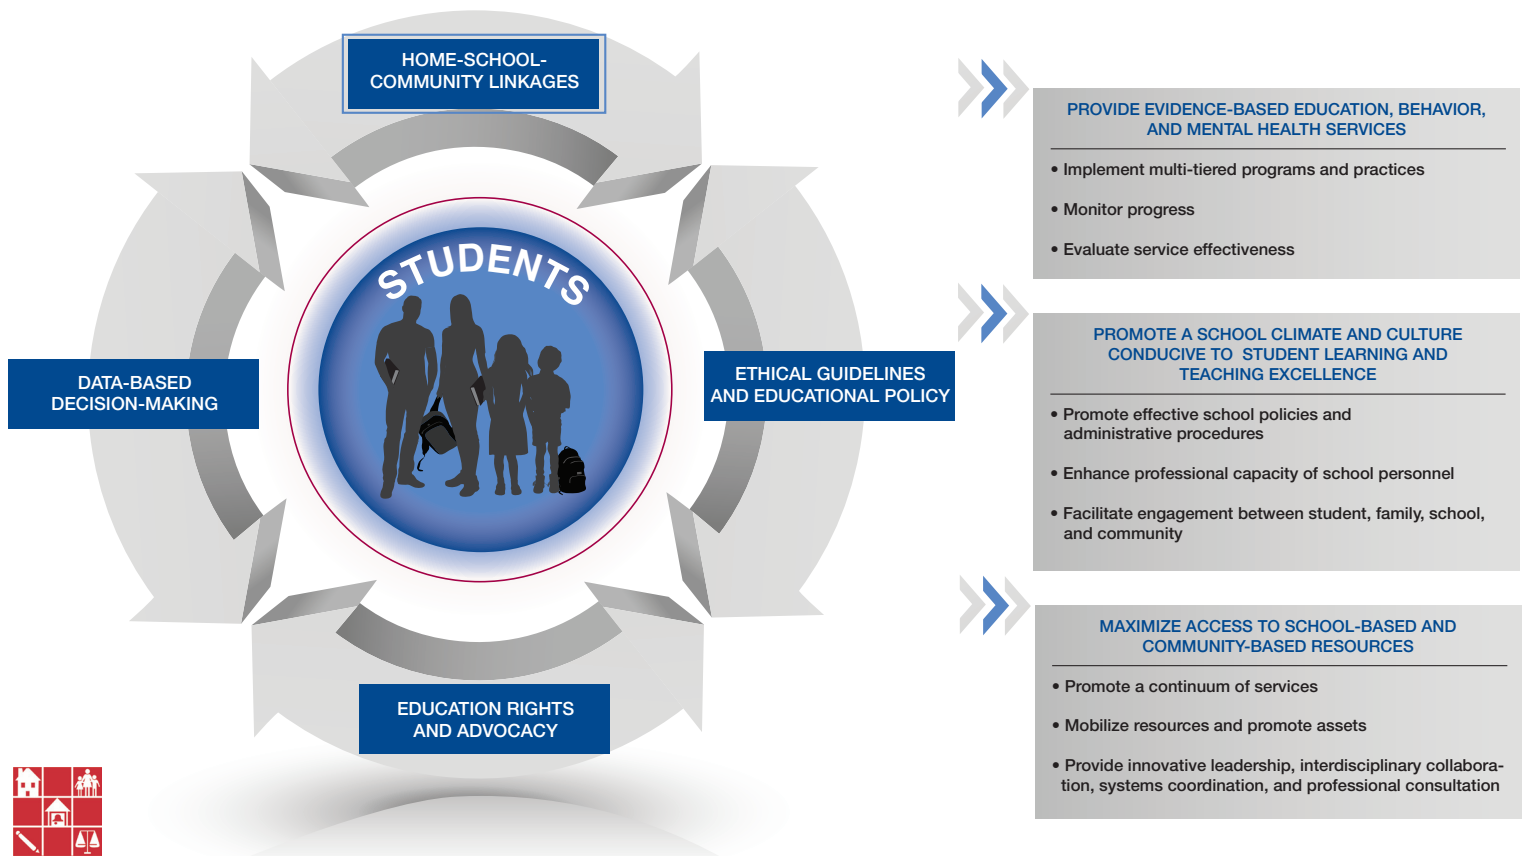 HOME-SCHOOL-
COMMUNITY LINKAGES
STUDENTS
DATA-BASED
DECISION-MAKING
ETHICAL GUIDELINES
AND EDUCATIONAL POLICY
EDUCATION RIGHTS
AND ADVOCACY
PROVIDE EVIDENCE-BASED EDUCATION, BEHAVIOR,
AND MENTAL HEALTH SERVICES
• Implement multi-tiered programs and practices
• Monitor progress
• Evaluate service effectiveness
PROMOTE A SCHOOL CLIMATE AND CULTURE
CONDUCIVE TO  STUDENT LEARNING AND
TEACHING EXCELLENCE
• Promote effective school policies and
administrative procedures
• Enhance professional capacity of school personnel
• Facilitate engagement between student, family, school,
and community
MAXIMIZE ACCESS TO SCHOOL-BASED AND
COMMUNITY-BASED RESOURCES
• Promote a continuum of services
• Mobilize resources and promote assets
• Provide innovative leadership, interdisciplinary collabora-
tion, systems coordination, and professional consultation